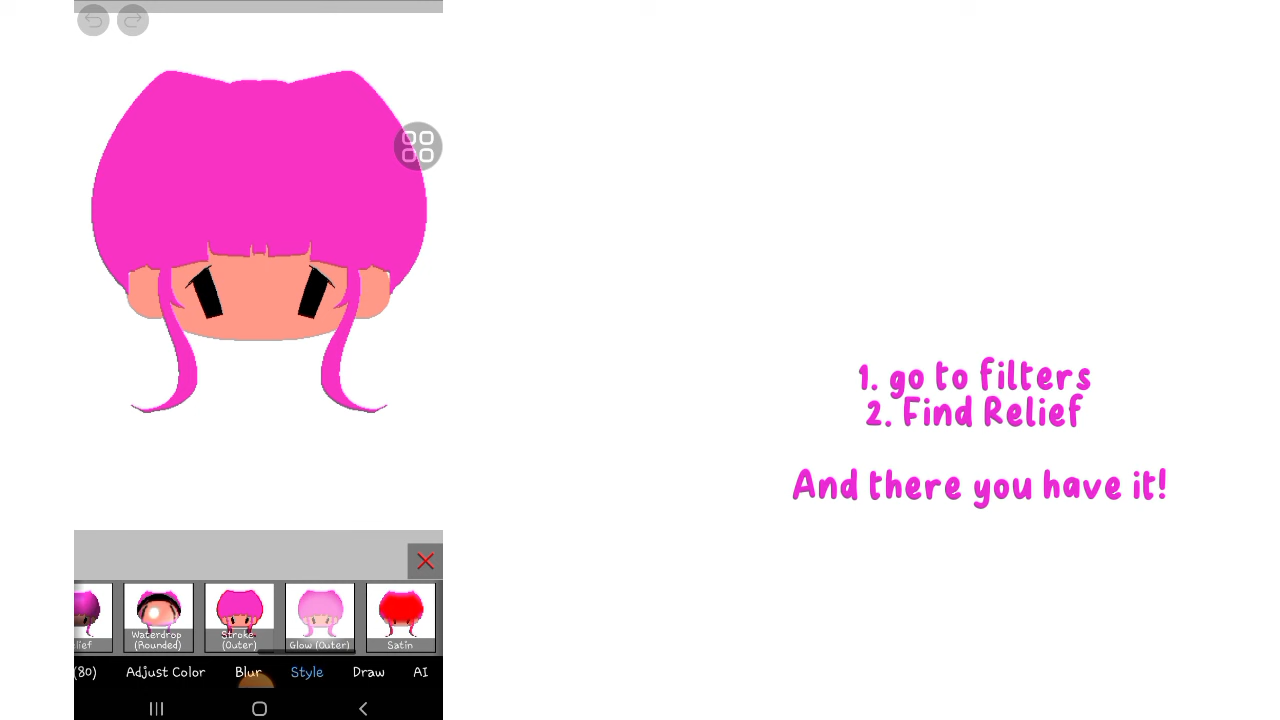 1. go to filters
2. Find Relief
And there you have it!
lief
Waterdrop
(Rounded)
Stroke
(Outer)
Glow (Outer)
Satin
(80)
Adjust Color
Blur
Style
Draw
AI